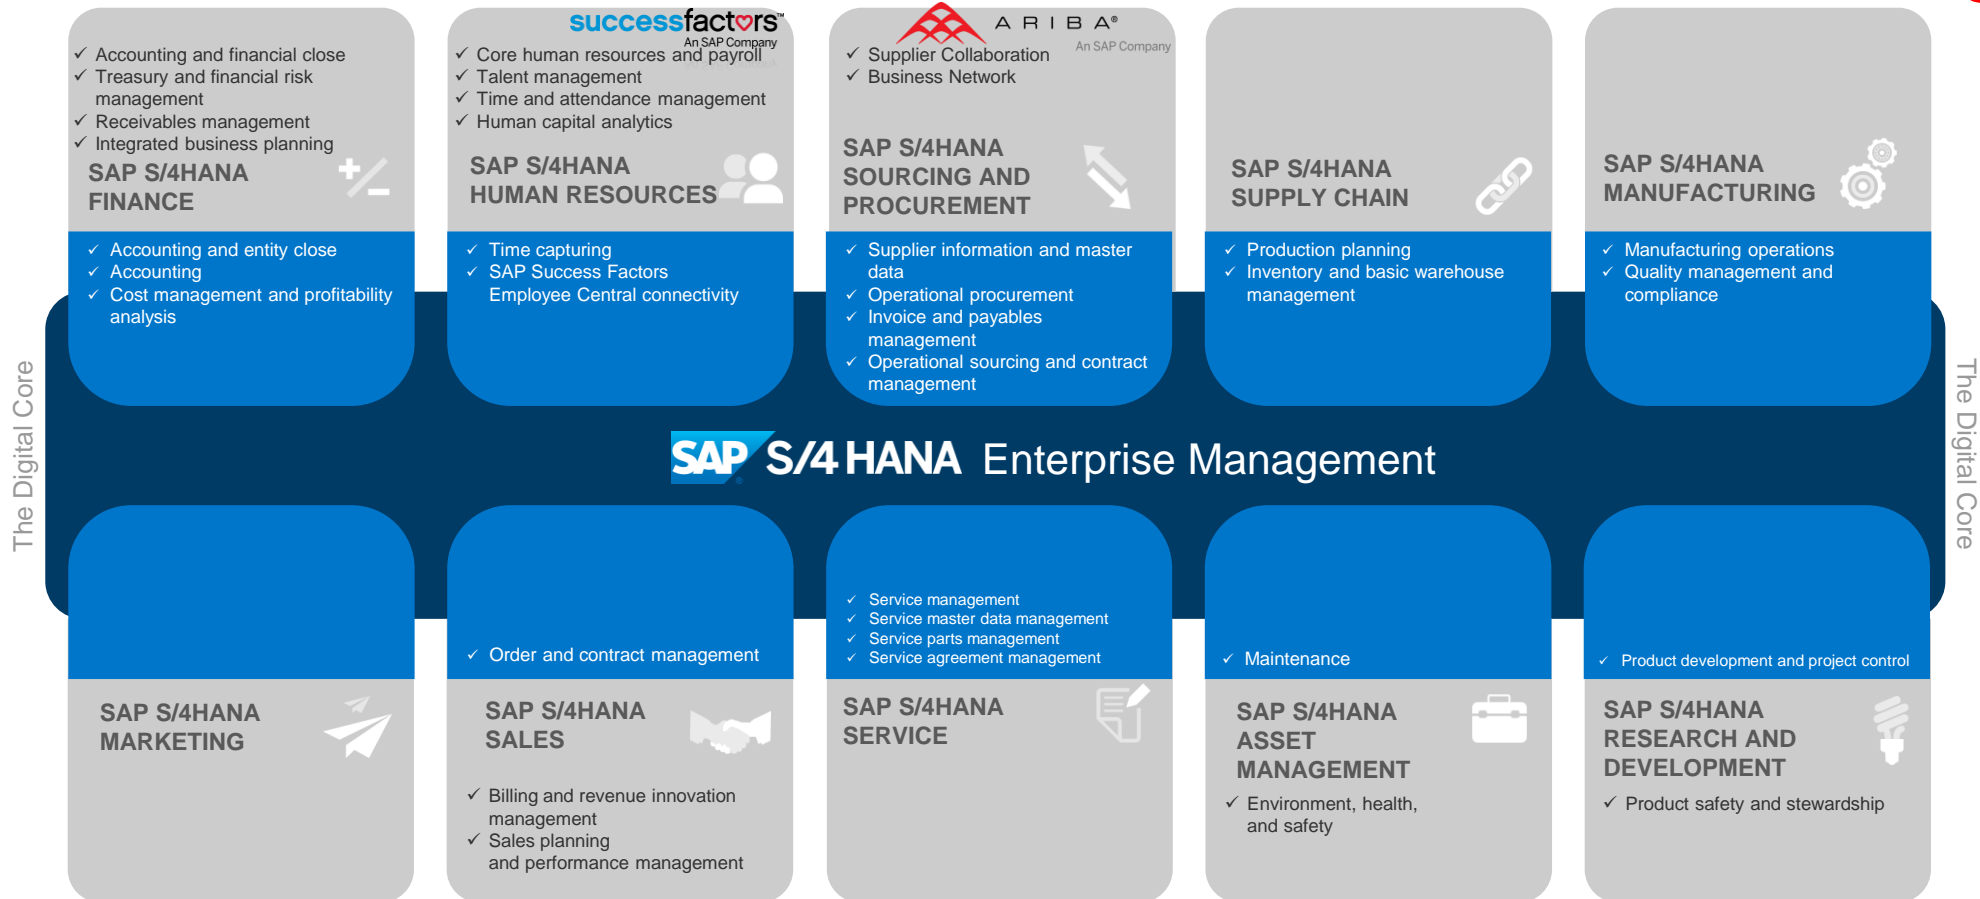 successfactors™
An SAP Company
✓ Accounting and financial close
✓ Treasury and financial risk
management
✓ Receivables management
✓ Integrated business planning
SAP S/4HANA
FINANCE
✓ Accounting and entity close
✓ Accounting
✓ Cost management and profitability
analysis
✓ Core human resources and payroll
✓ Talent management
✓ Time and attendance management
✓ Human capital analytics
SAP S/4HANA
HUMAN RESOURCES
✓ Time capturing
✓ SAP Success Factors
Employee Central connectivity
ARIBA®
An SAP Company
✓ Supplier Collaboration
✓ Business Network
SAP S/4HANA
SOURCING AND
PROCUREMENT
✓ Supplier information and master
data
✓ Operational procurement
✓ Invoice and payables
management
✓ Operational sourcing and contract
management
SAP S/4HANA
SUPPLY CHAIN
✓ Production planning
✓ Inventory and basic warehouse
management
SAP S/4HANA
MANUFACTURING
✓ Manufacturing operations
✓ Quality management and
compliance
The Digital Core
SAP S/4 HANA Enterprise Management
The Digital Core
SAP S/4HANA
MARKETING
✓ Order and contract management
SAP S/4HANA
SALES
✓ Billing and revenue innovation
management
✓ Sales planning
and performance management
✓ Service management
✓ Service master data management
✓ Service parts management
✓ Service agreement management
SAP S/4HANA
SERVICE
✓ Maintenance
SAP S/4HANA
ASSET
MANAGEMENT
✓ Environment, health,
and safety
✓ Product development and project control
SAP S/4HANA
RESEARCH AND
DEVELOPMENT
✓ Product safety and stewardship